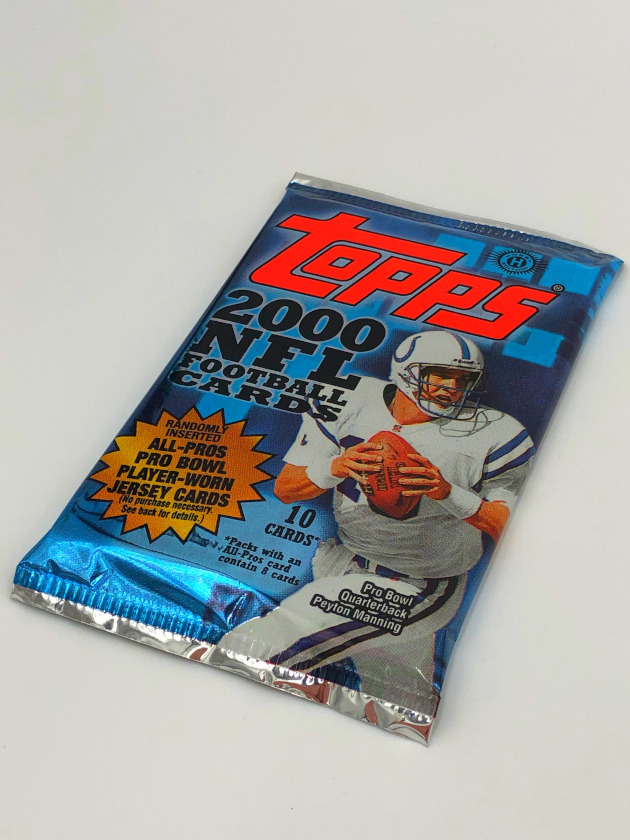 TOPPS®
H
2000
NFL
FOOTBALL
CARDS
RANDOMLY
INSERTED
ALL-PROS
PRO BOWL
PLAYER-WORN
JERSEY CARDS
(No purchase necessary.
See back for details.)
10
CARDS*
*Packs with an
All-Pros card
contain 8 cards
Pro Bowl
Quarterback
Peyton Manning